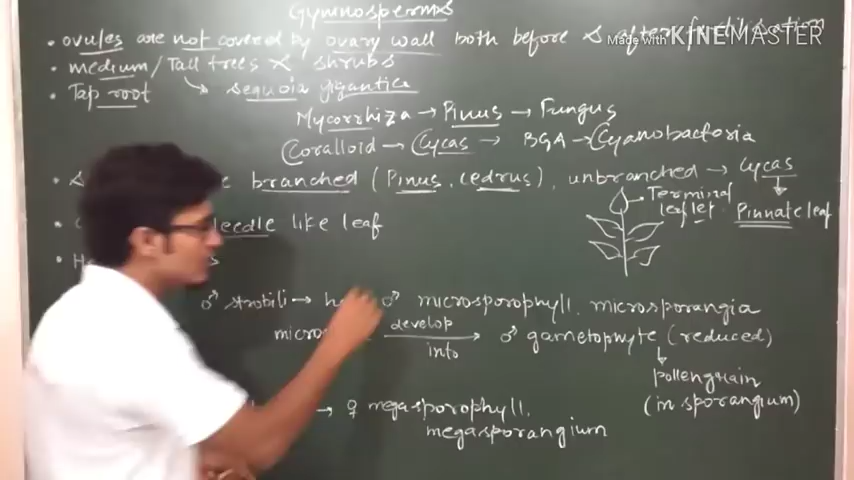 Gymnosperms
• ovules are not covered by ovary wall both before & after fertilisation
Made with KINEMASTER
• medium/Tall trees & shrubs
• Tap root → sequoia gigantica
Mycorrhiza → Pinus → Fungus
Coralloid → Cycas → BGA → Cyanobacteria
• branched (Pinus, cedrus), unbranched → cycas
Terminal leaflet
Pinnate leaf
• needle like leaf
•
♂ strobili → ♂ microsporophyll, microsporangia
micros develop into → ♂ gametophyte (reduced)
pollengrain
(in sporangium)
→ ♀ megasporophyll,
megasporangium